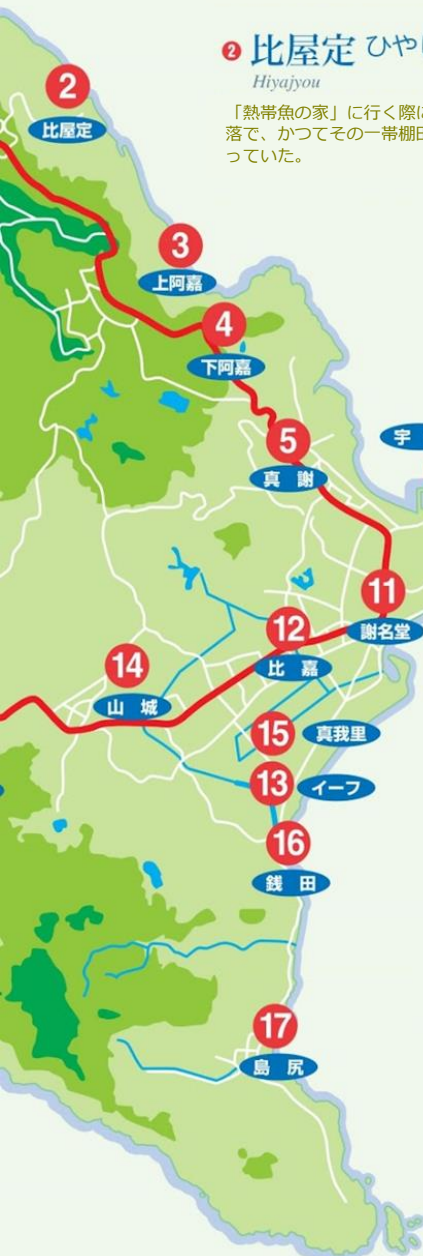 2 比屋定 ひや
Hiyajyou
「熱帯魚の家」に行く際に
落で、かつてその一帯棚田
っていた。
2
比屋定
3
上阿嘉
4
下阿嘉
5
真謝
宇
11
謝名堂
12
比嘉
14
山城
15 真我里
13 イーフ
16
銭田
17
島尻